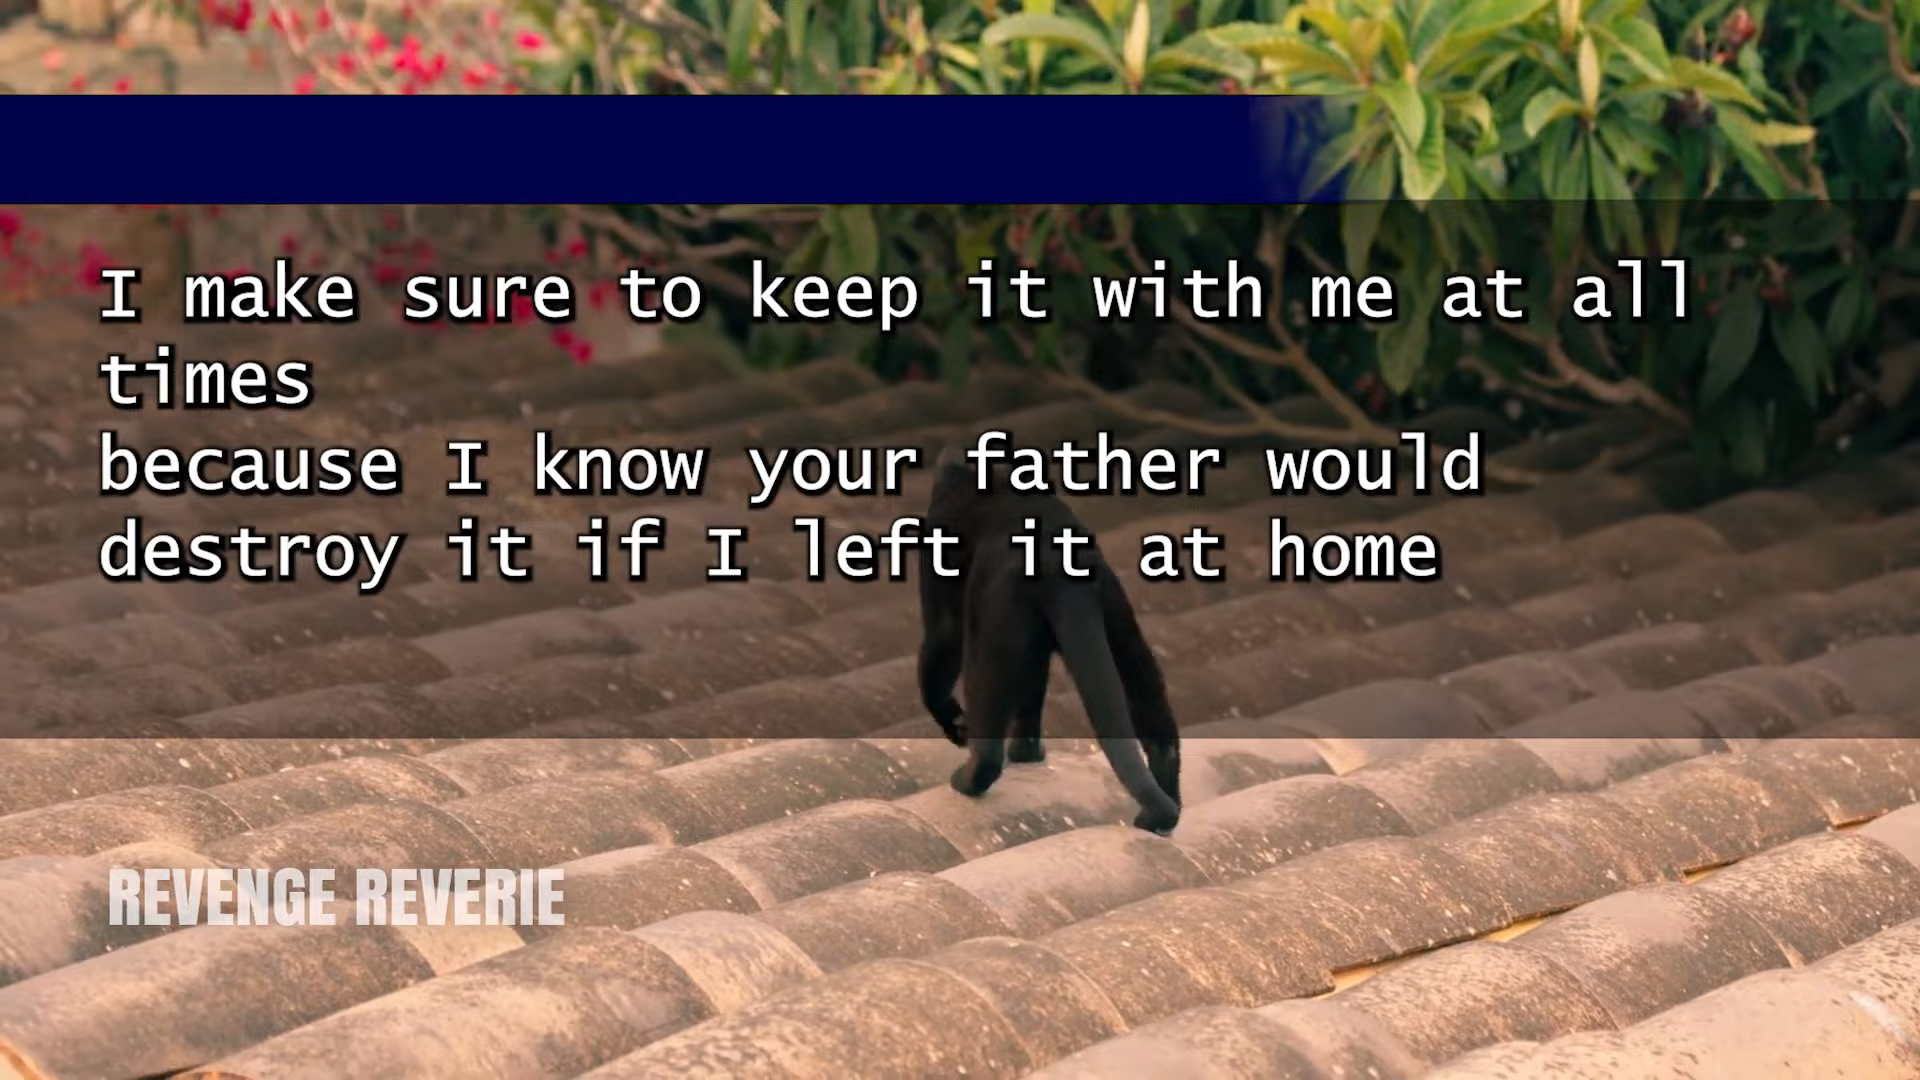 I make sure to keep it with me at all
times
because I know your father would
destroy it if I left it at home
REVENGE REVERIE